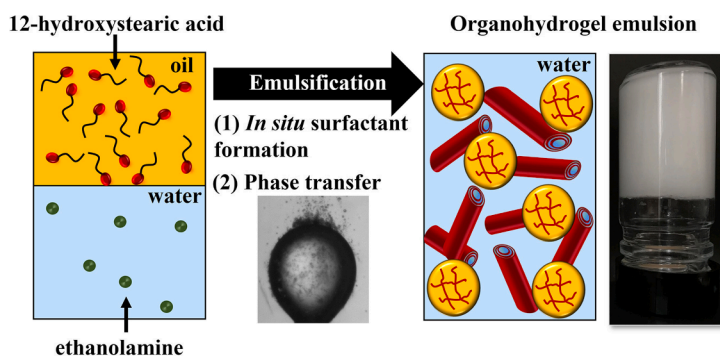 12-hydroxystearic acid
oil
water
ethanolamine
Emulsification
(1) In situ surfactant
formation
(2) Phase transfer
Organohydrogel emulsion
water